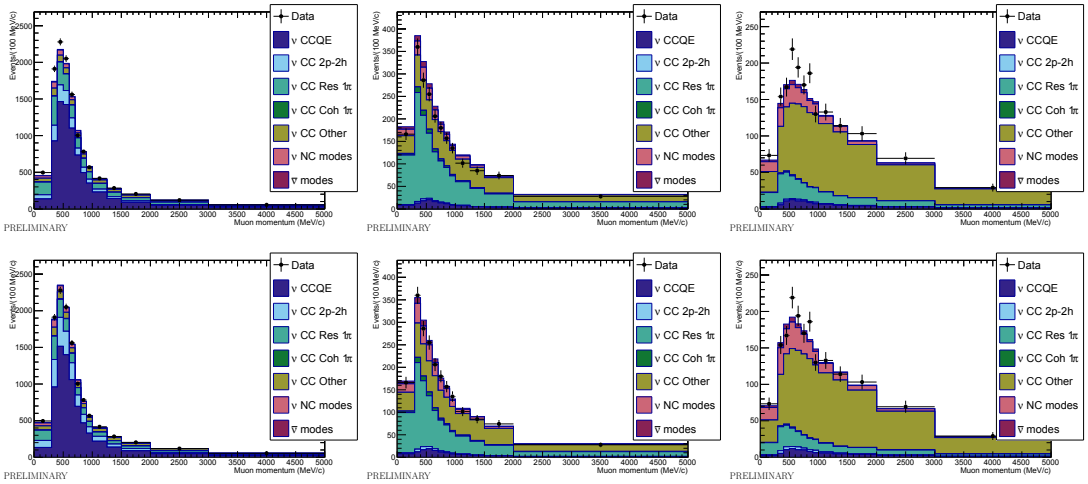 Events/(100 MeV/c)
2500
2000
1500
1000
500
0
0 500 1000 1500 2000 2500 3000 3500 4000 4500 5000
Muon momentum (MeV/c)
Data
ν CCQE
ν CC 2p-2h
ν CC Res 1π
ν CC Coh 1π
ν CC Other
ν NC modes
ν̅ modes
PRELIMINARY
Events/(100 MeV/c)
400
350
300
250
200
150
100
50
0
0 500 1000 1500 2000 2500 3000 3500 4000 4500 5000
Muon momentum (MeV/c)
Data
ν CCQE
ν CC 2p-2h
ν CC Res 1π
ν CC Coh 1π
ν CC Other
ν NC modes
ν̅ modes
PRELIMINARY
Events/(100 MeV/c)
250
200
150
100
50
0
0 500 1000 1500 2000 2500 3000 3500 4000 4500 5000
Muon momentum (MeV/c)
Data
ν CCQE
ν CC 2p-2h
ν CC Res 1π
ν CC Coh 1π
ν CC Other
ν NC modes
ν̅ modes
PRELIMINARY
Events/(100 MeV/c)
2500
2000
1500
1000
500
0
0 500 1000 1500 2000 2500 3000 3500 4000 4500 5000
Muon momentum (MeV/c)
Data
ν CCQE
ν CC 2p-2h
ν CC Res 1π
ν CC Coh 1π
ν CC Other
ν NC modes
ν̅ modes
PRELIMINARY
Events/(100 MeV/c)
400
350
300
250
200
150
100
50
0
0 500 1000 1500 2000 2500 3000 3500 4000 4500 5000
Muon momentum (MeV/c)
Data
ν CCQE
ν CC 2p-2h
ν CC Res 1π
ν CC Coh 1π
ν CC Other
ν NC modes
ν̅ modes
PRELIMINARY
Events/(100 MeV/c)
250
200
150
100
50
0
0 500 1000 1500 2000 2500 3000 3500 4000 4500 5000
Muon momentum (MeV/c)
Data
ν CCQE
ν CC 2p-2h
ν CC Res 1π
ν CC Coh 1π
ν CC Other
ν NC modes
ν̅ modes
PRELIMINARY